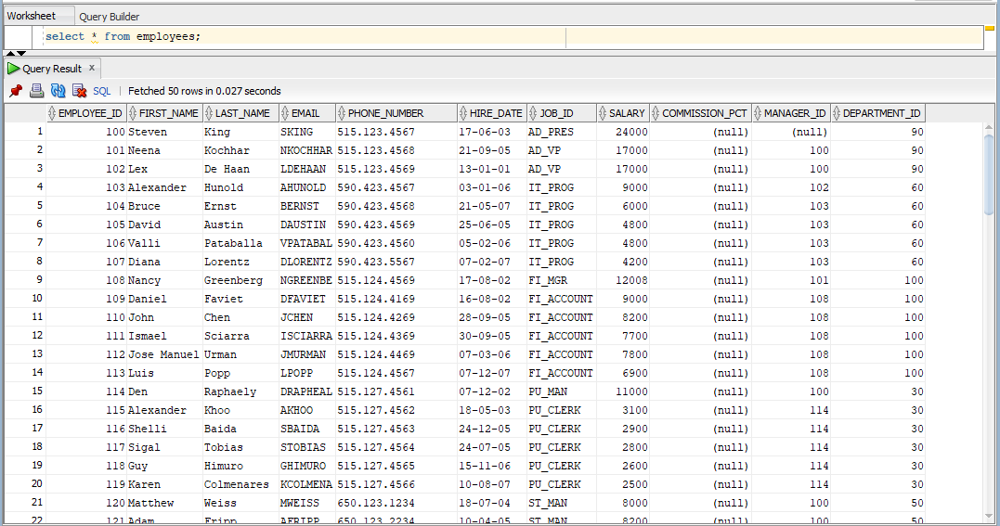 Worksheet Query Builder
select * from employees;
Query Result x
SQL | Fetched 50 rows in 0.027 seconds
EMPLOYEE_ID FIRST_NAME LAST_NAME EMAIL PHONE_NUMBER HIRE_DATE JOB_ID SALARY COMMISSION_PCT MANAGER_ID DEPARTMENT_ID
1 100 Steven King SKING 515.123.4567 17-06-03 AD_PRES 24000 (null) (null) 90
2 101 Neena Kochhar NKOCHHAR 515.123.4568 21-09-05 AD_VP 17000 (null) 100 90
3 102 Lex De Haan LDEHAAN 515.123.4569 13-01-01 AD_VP 17000 (null) 100 90
4 103 Alexander Hunold AHUNOLD 590.423.4567 03-01-06 IT_PROG 9000 (null) 102 60
5 104 Bruce Ernst BERNST 590.423.4568 21-05-07 IT_PROG 6000 (null) 103 60
6 105 David Austin DAUSTIN 590.423.4569 25-06-05 IT_PROG 4800 (null) 103 60
7 106 Valli Pataballa VPATABAL 590.423.4560 05-02-06 IT_PROG 4800 (null) 103 60
8 107 Diana Lorentz DLORENTZ 590.423.5567 07-02-07 IT_PROG 4200 (null) 103 60
9 108 Nancy Greenberg NGREENBE 515.124.4569 17-08-02 FI_MGR 12008 (null) 101 100
10 109 Daniel Faviet DFAVIET 515.124.4169 16-08-02 FI_ACCOUNT 9000 (null) 108 100
11 110 John Chen JCHEN 515.124.4269 28-09-05 FI_ACCOUNT 8200 (null) 108 100
12 111 Ismael Sciarra ISCIARRA 515.124.4369 30-09-05 FI_ACCOUNT 7700 (null) 108 100
13 112 Jose Manuel Urman JMURMAN 515.124.4469 07-03-06 FI_ACCOUNT 7800 (null) 108 100
14 113 Luis Popp LPOPP 515.124.4567 07-12-07 FI_ACCOUNT 6900 (null) 108 100
15 114 Den Raphaely DRAPHEAL 515.127.4561 07-12-02 PU_MAN 11000 (null) 100 30
16 115 Alexander Khoo AKHOO 515.127.4562 18-05-03 PU_CLERK 3100 (null) 114 30
17 116 Shelli Baida SBAIDA 515.127.4563 24-12-05 PU_CLERK 2900 (null) 114 30
18 117 Sigal Tobias STOBIAS 515.127.4564 24-07-05 PU_CLERK 2800 (null) 114 30
19 118 Guy Himuro GHIMURO 515.127.4565 15-11-06 PU_CLERK 2600 (null) 114 30
20 119 Karen Colmenares KCOLMENA 515.127.4566 10-08-07 PU_CLERK 2500 (null) 114 30
21 120 Matthew Weiss MWEISS 650.123.1234 18-07-04 ST_MAN 8000 (null) 100 50
22 121 Adam Fripp AFRIPP 650.123.2234 10-04-05 ST_MAN 8200 (null) 100 50